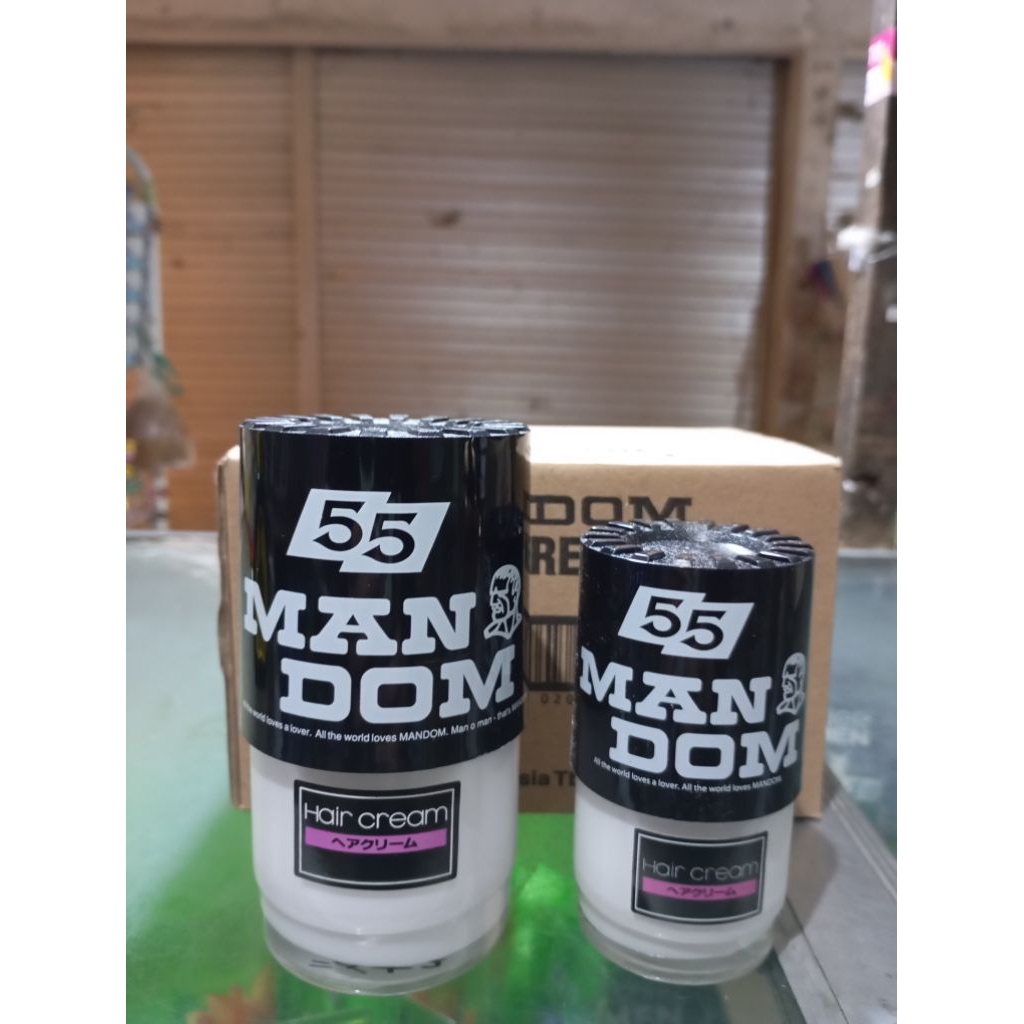 55
MAN
DOM
All the world loves a lover. All the world loves MANDOM. Man o man - that's
Hair cream
ヘアクリーム
55
MAN
DOM
All the world loves a lover. All the world loves MANDOM.
Hair cream
ヘアクリーム
DOM